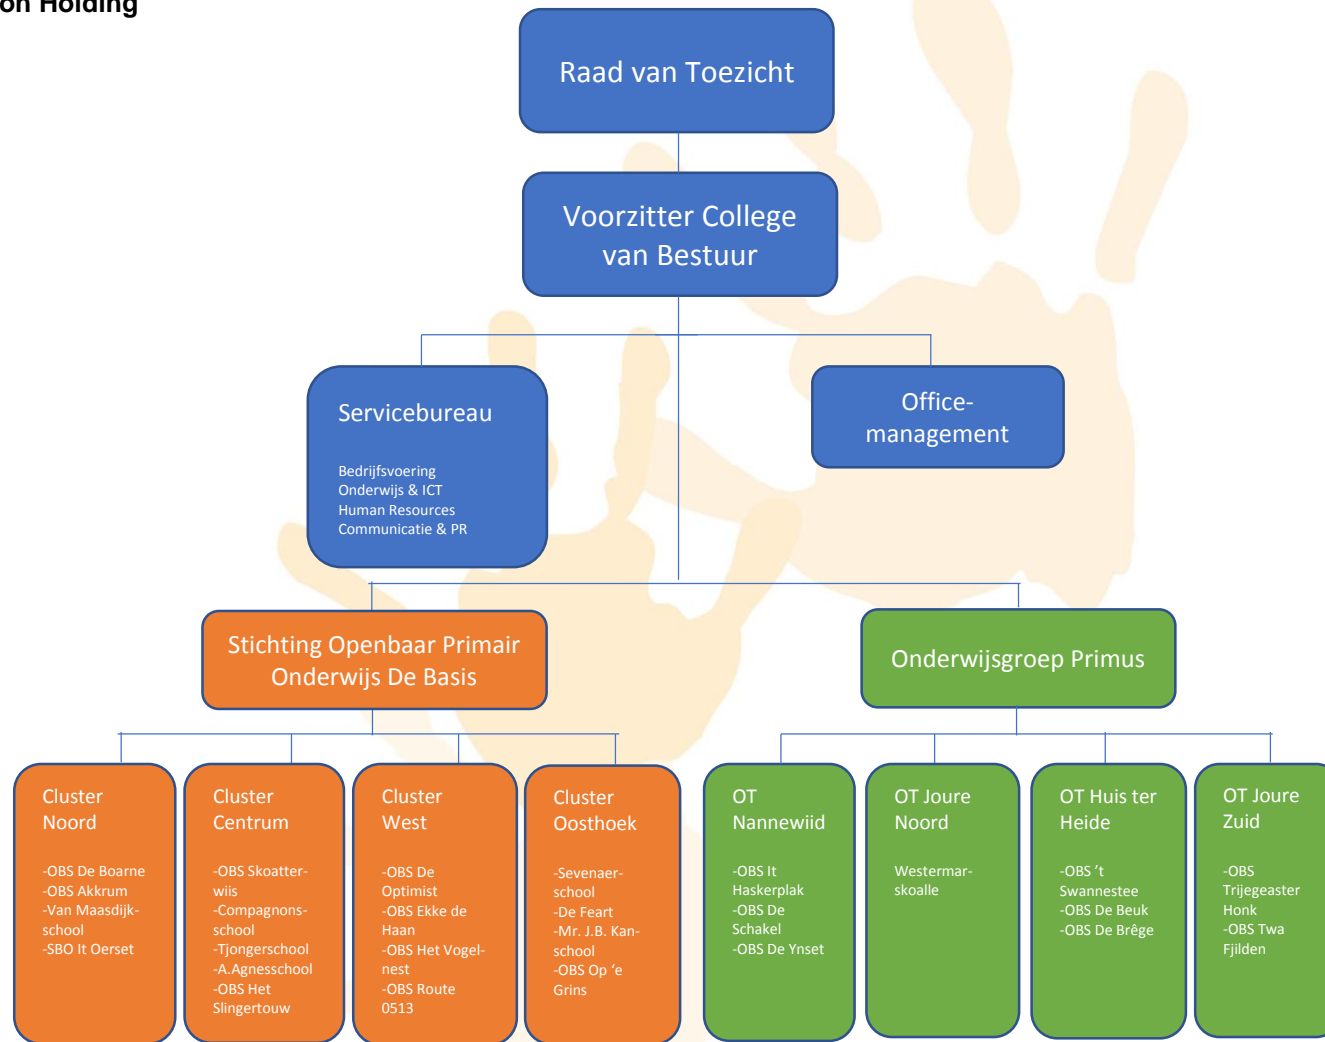 on Holding
Raad van Toezicht
Voorzitter College
van Bestuur
Servicebureau
Bedrijfsvoering
Onderwijs & ICT
Human Resources
Communicatie & PR
Office-
management
Stichting Openbaar Primair
Onderwijs De Basis
Onderwijsgroep Primus
Cluster
Noord
-OBS De Boarne
-OBS Akkrum
-Van Maasdijk-
school
-SBO It Oerset
Cluster
Centrum
-OBS Skoatter-
wiis
-Compagnons-
school
-Tjongerschool
-A.Agnesschool
-OBS Het
Slingertouw
Cluster
West
-OBS De
Optimist
-OBS Ekke de
Haan
-OBS Het Vogel-
nest
-OBS Route
0513
Cluster
Oosthoek
-Sevenaer-
school
-De Feart
-Mr. J.B. Kan-
school
-OBS Op ‘e
Grins
OT
Nannewiid
-OBS It
Haskerplak
-OBS De
Schakel
-OBS De Ynset
OT Joure
Noord
Westermar-
skoalle
OT Huis ter
Heide
-OBS ’t
Swannestee
-OBS De Beuk
-OBS De Brêge
OT Joure
Zuid
-OBS
Trijegeaster
Honk
-OBS Twa
Fjilden